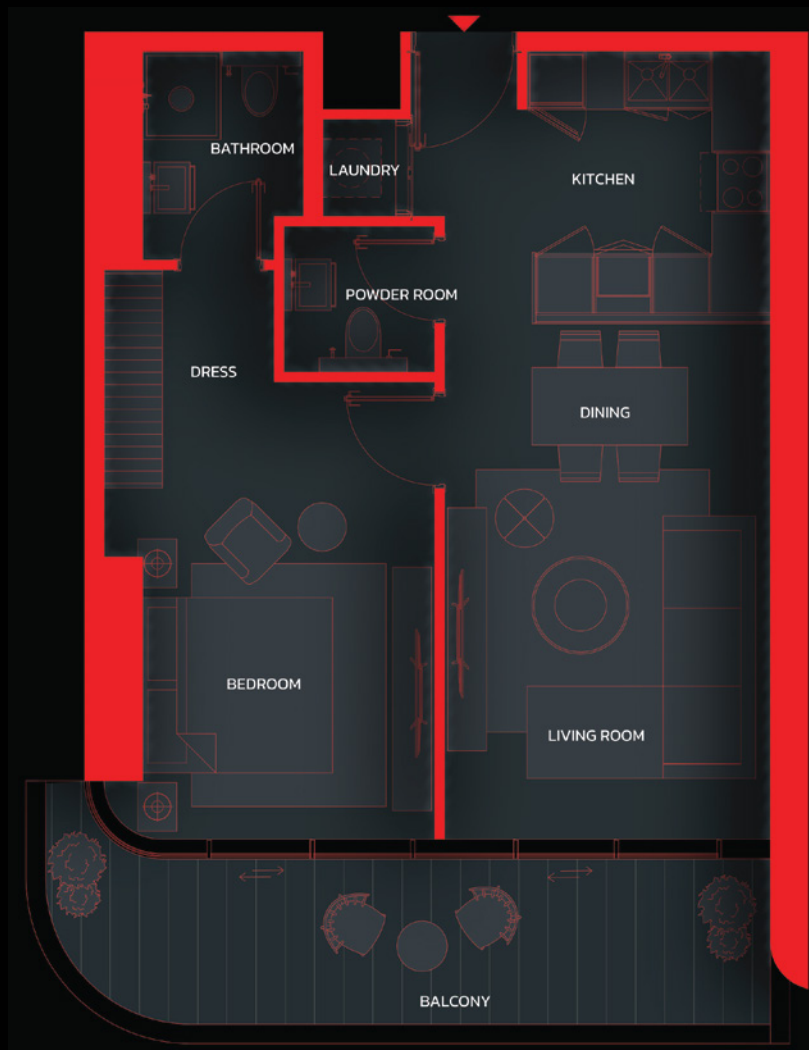 BATHROOM
LAUNDRY
KITCHEN
POWDER ROOM
DRESS
DINING
BEDROOM
LIVING ROOM
BALCONY